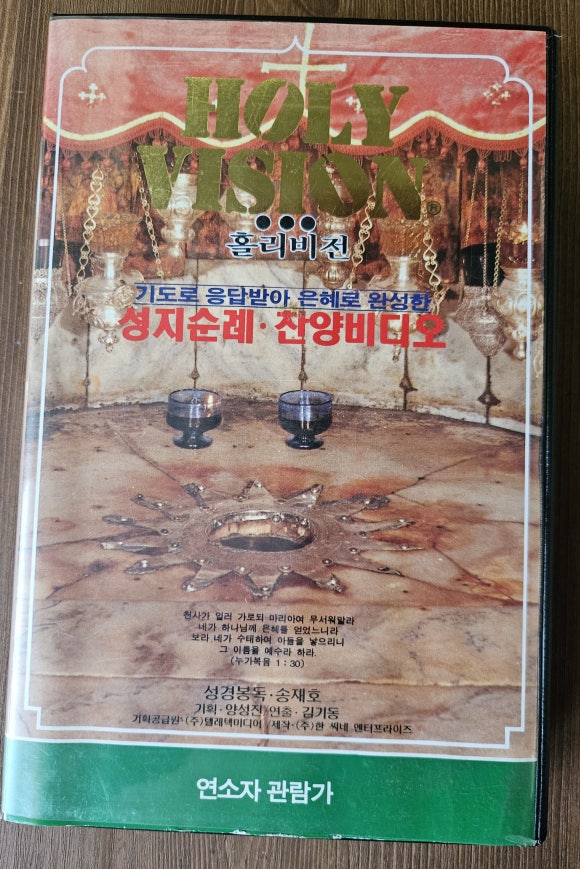 HOLY
VISION®
홀리비전
기도로 응답받아 은혜로 완성한
성지순례·찬양비디오
천사가 일러 가로되 마리아여 무서워말라
네가 하나님께 은혜를 얻었느니라
보라 네가 수태하여 아들을 낳으리니
그 이름을 예수라 하라.
(누가복음 1:30)
성경봉독·송재호
기획·양성진·연출·김기동
기획공급원·(주)텔레텍미디어 제작·(주)한 씨네 엔터프라이즈
연소자 관람가